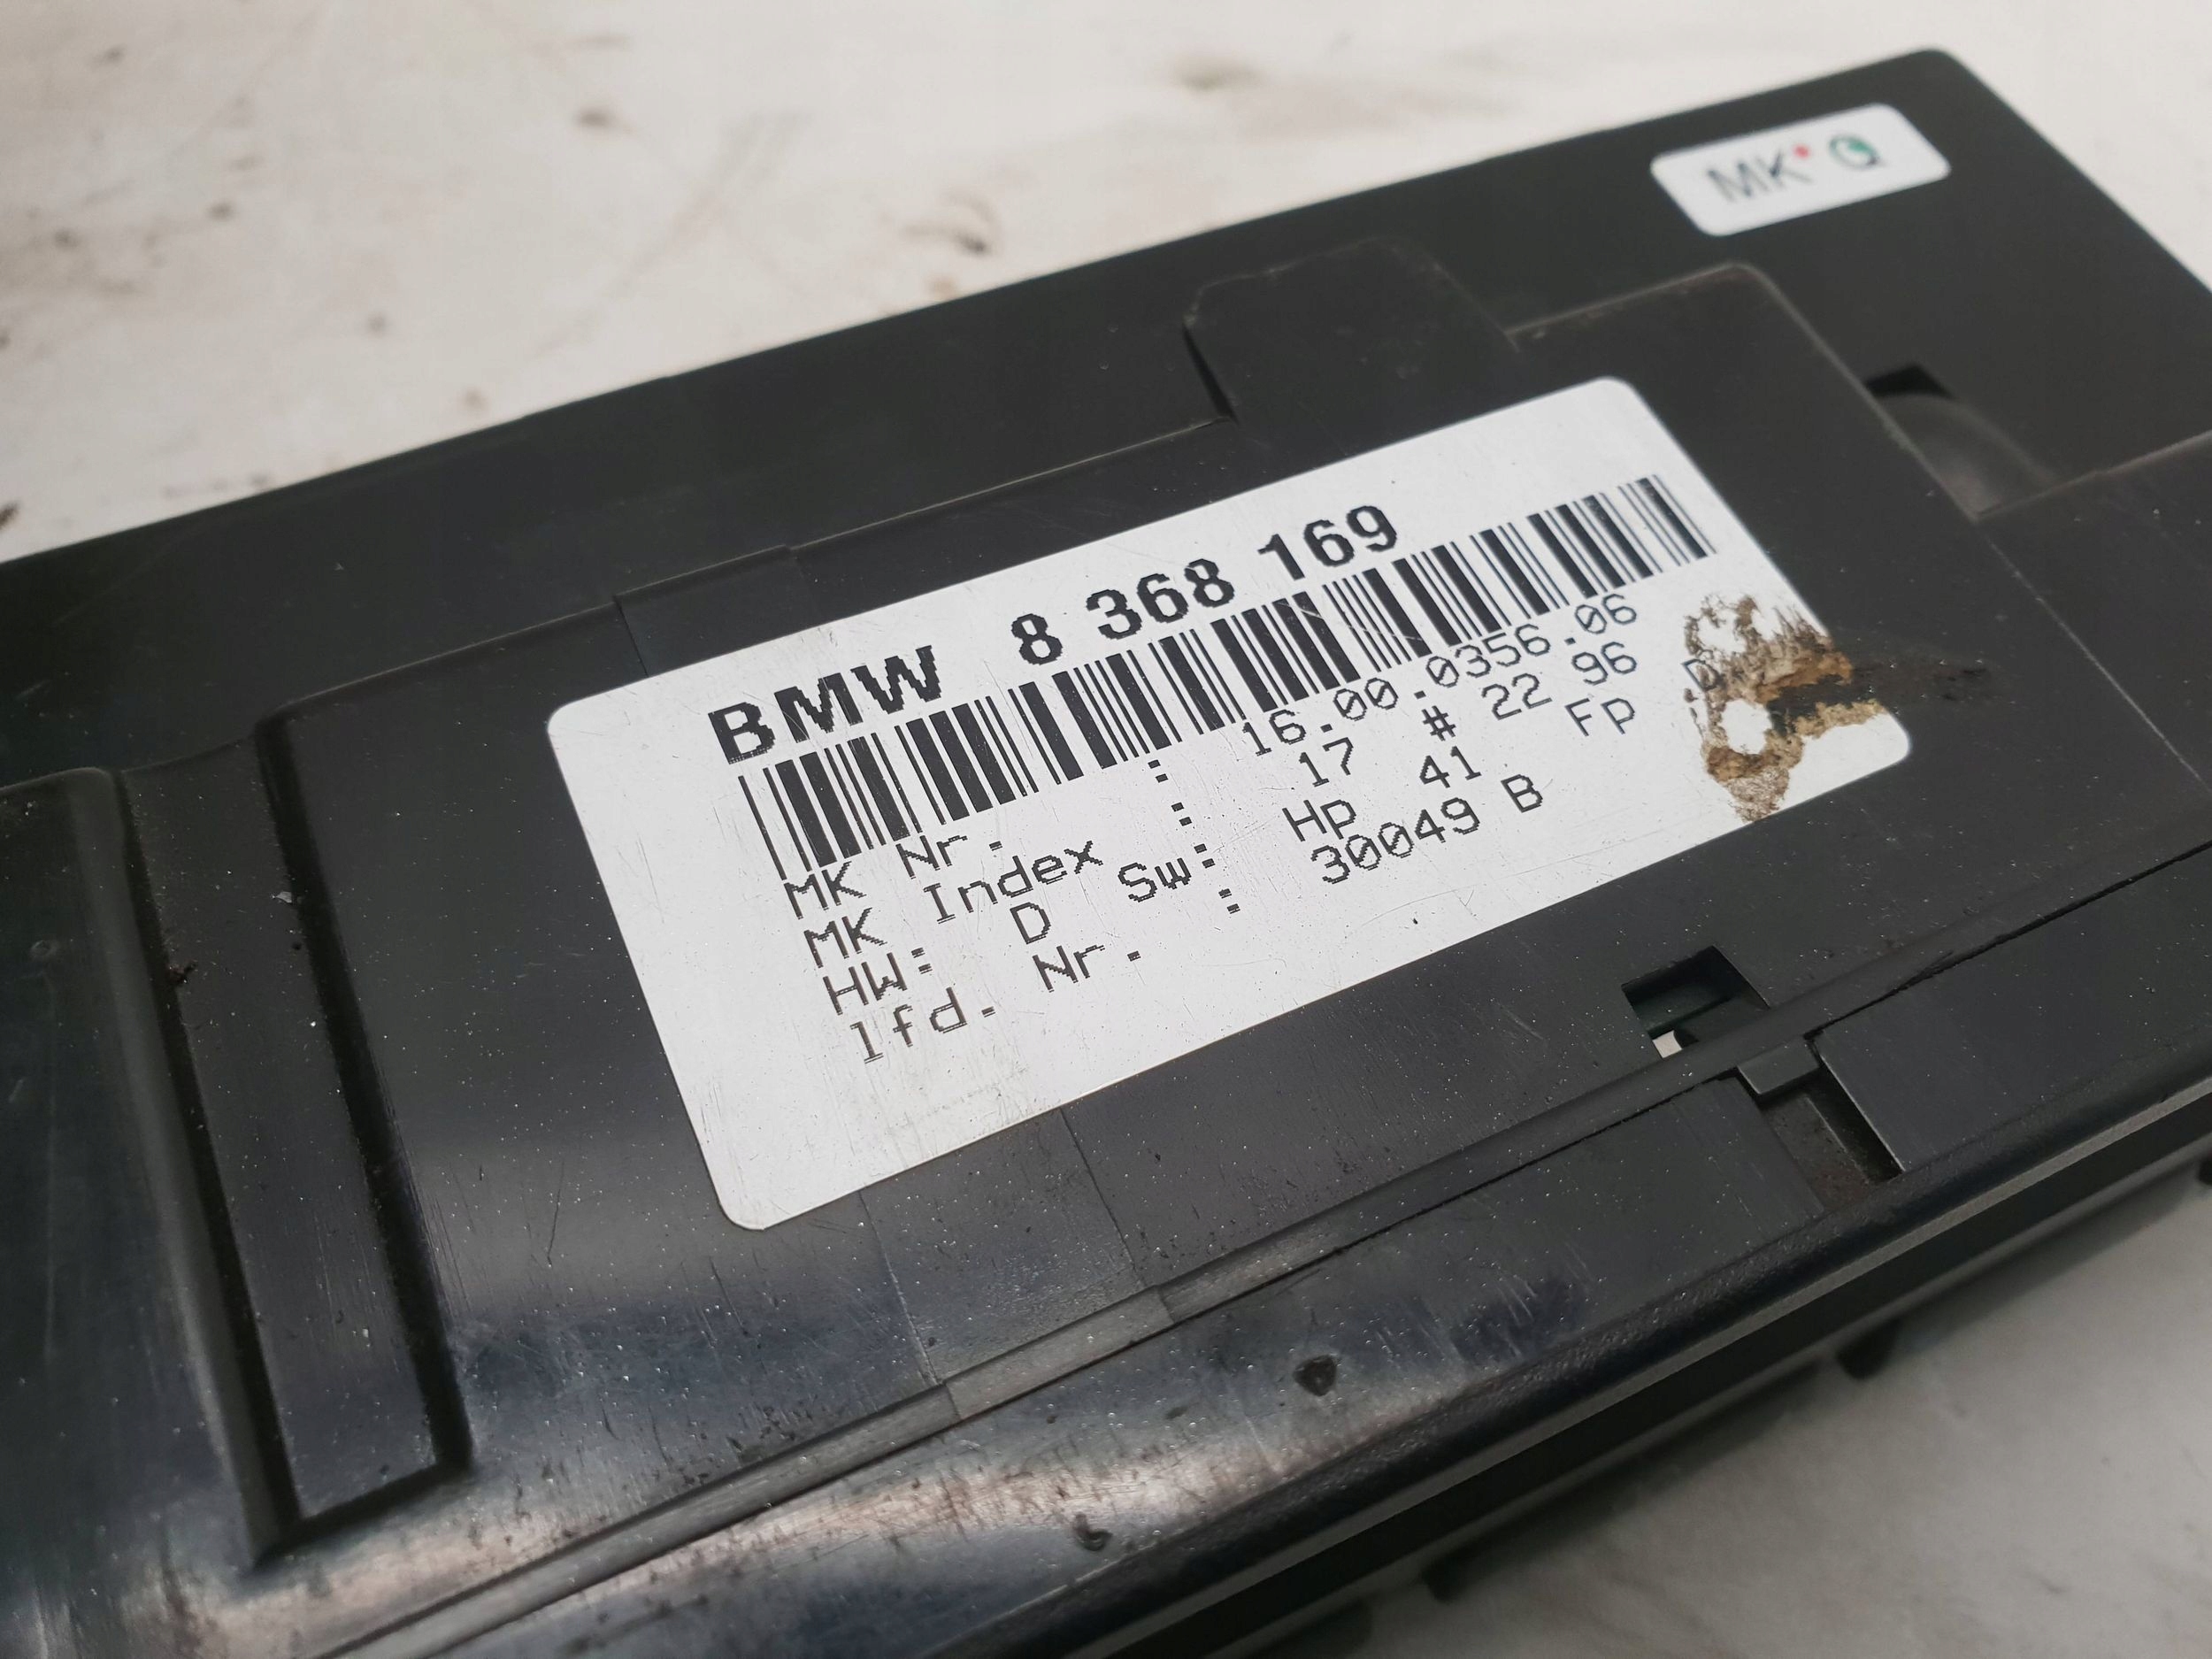 MK Q
BMW 8 368 169
MK Nr. : 16.00.0356.06
MK Index : 17 # 22 96
HW: D Sw: Hp 41 Fp D
lfd. Nr. : 30049 B